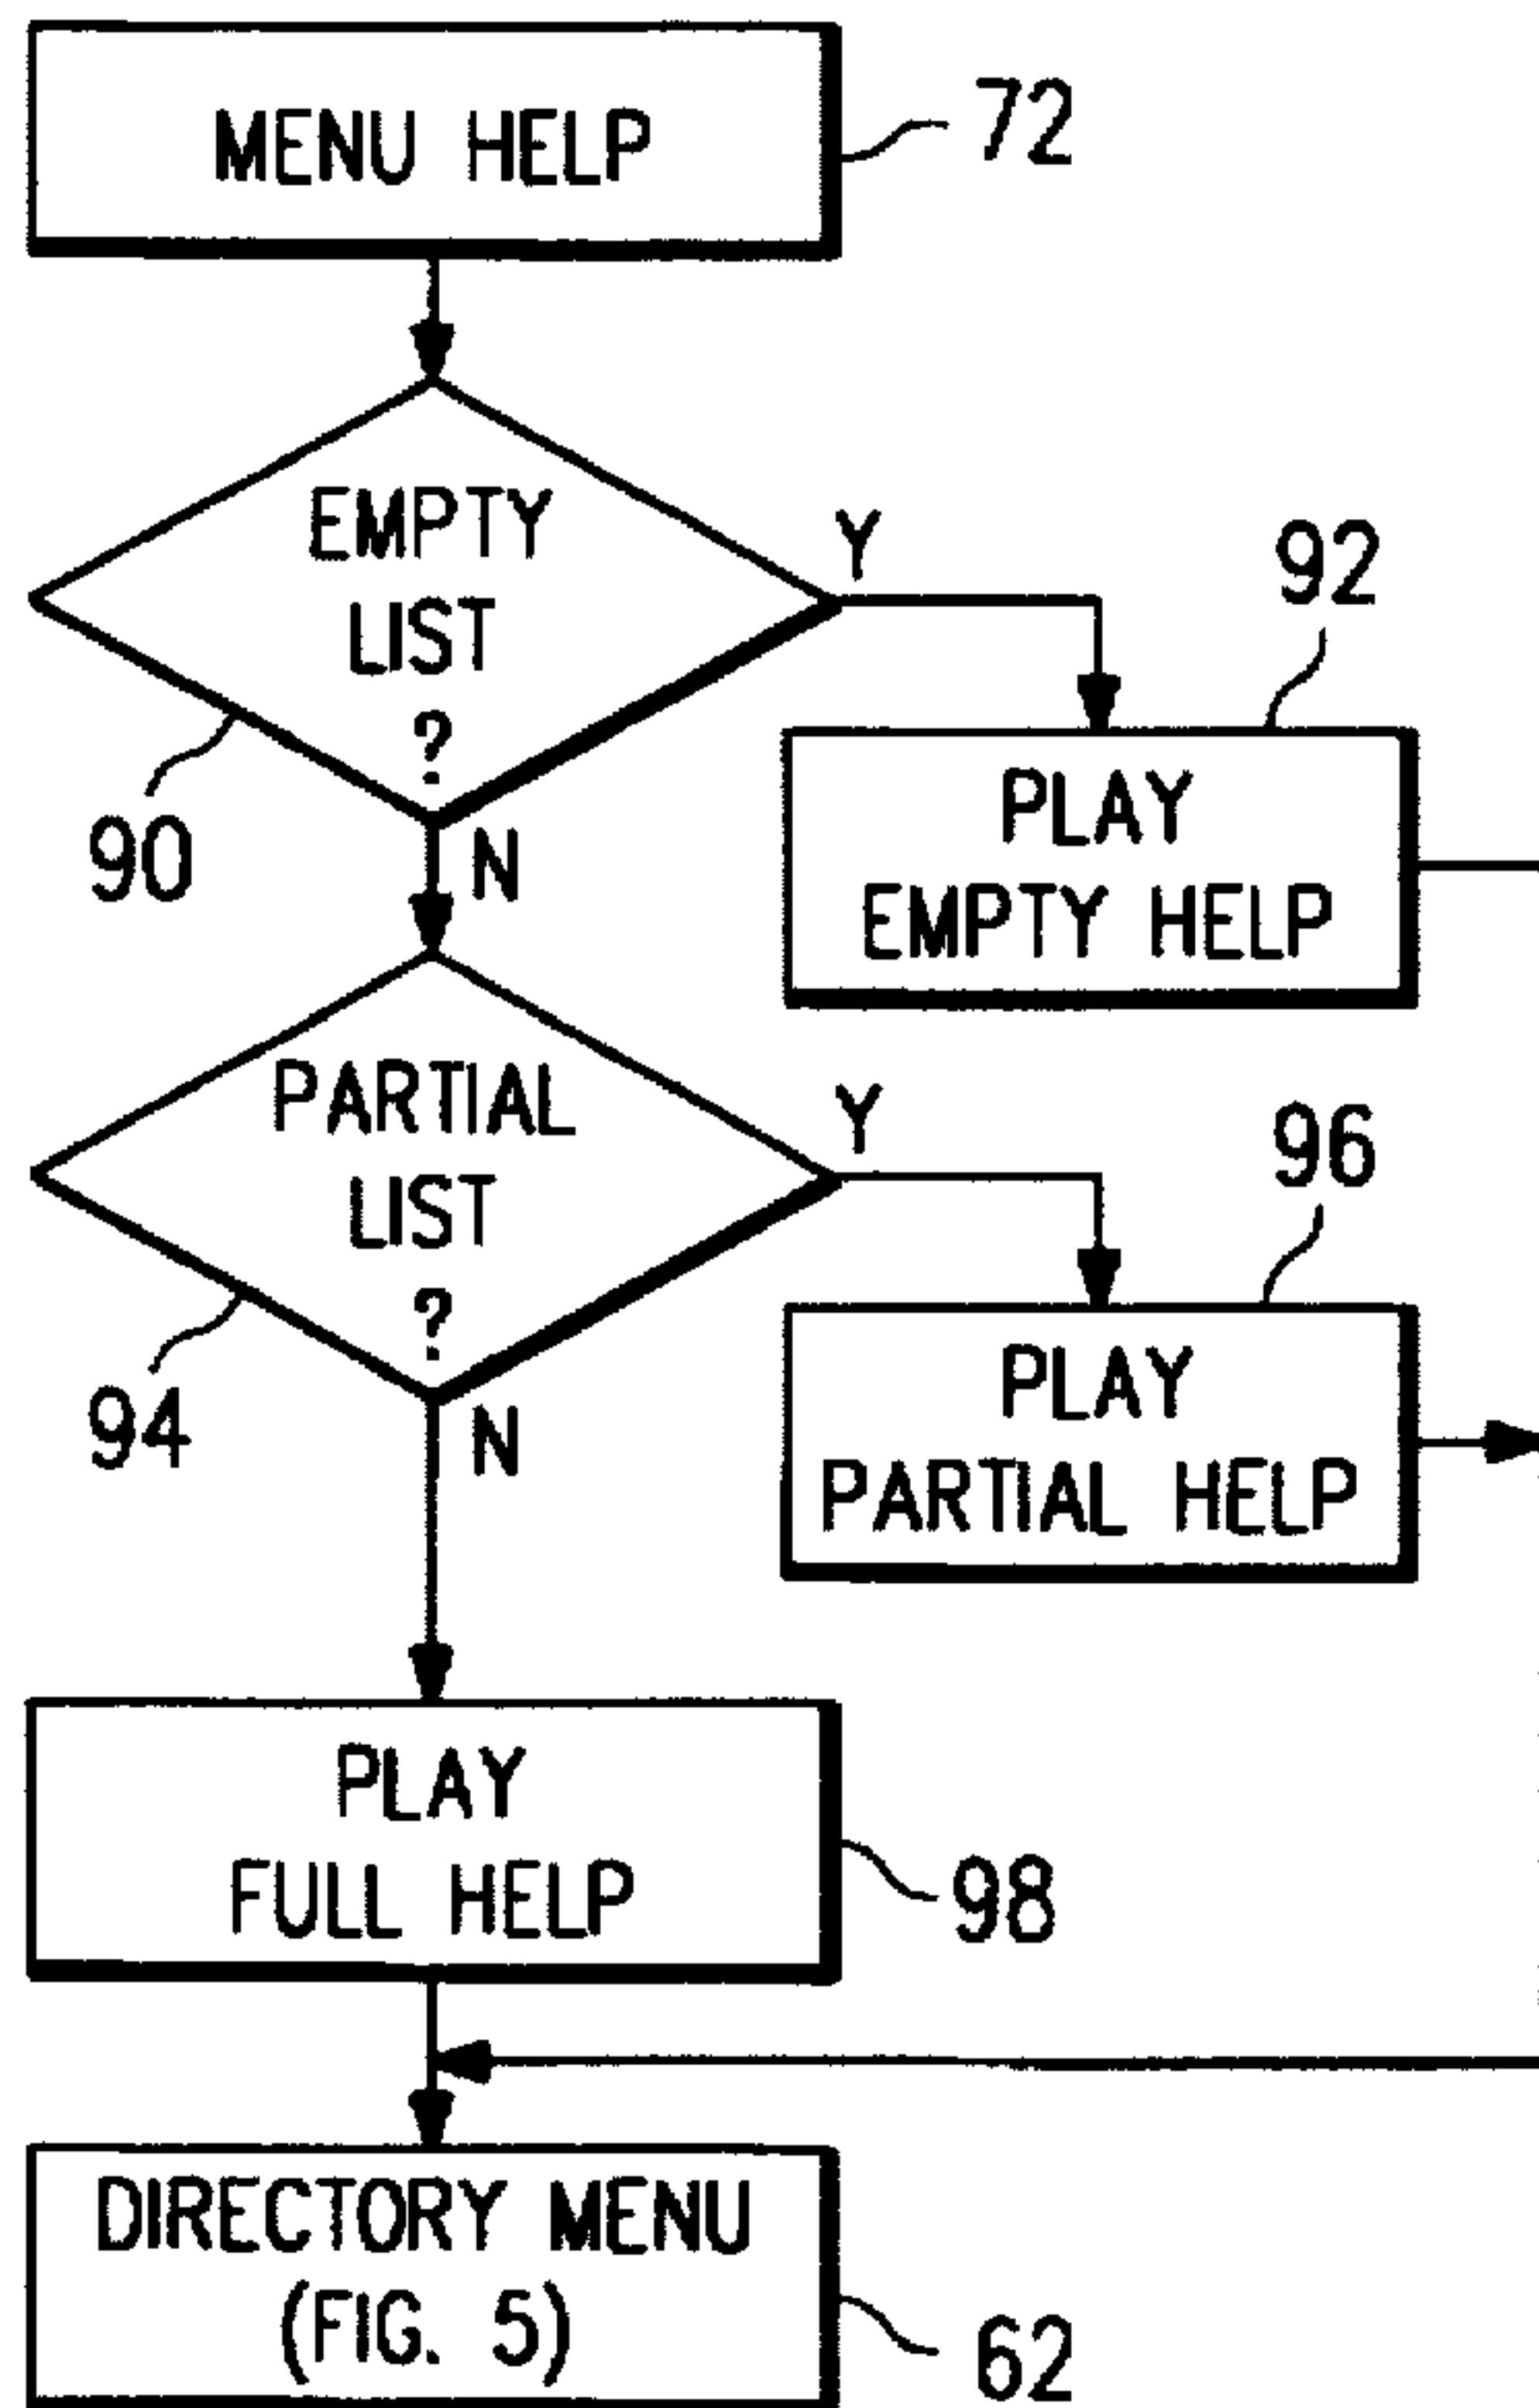 MENU HELP
72
EMPTY
LIST
?
Y
90
N
92
PLAY
EMPTY HELP
PARTIAL
LIST
?
Y
94
N
96
PLAY
PARTIAL HELP
PLAY
FULL HELP
98
DIRECTORY MENU
(FIG. 5)
62